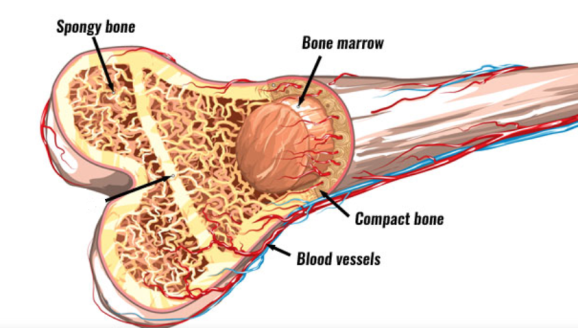 Spongy bone
Bone marrow
Compact bone
Blood vessels